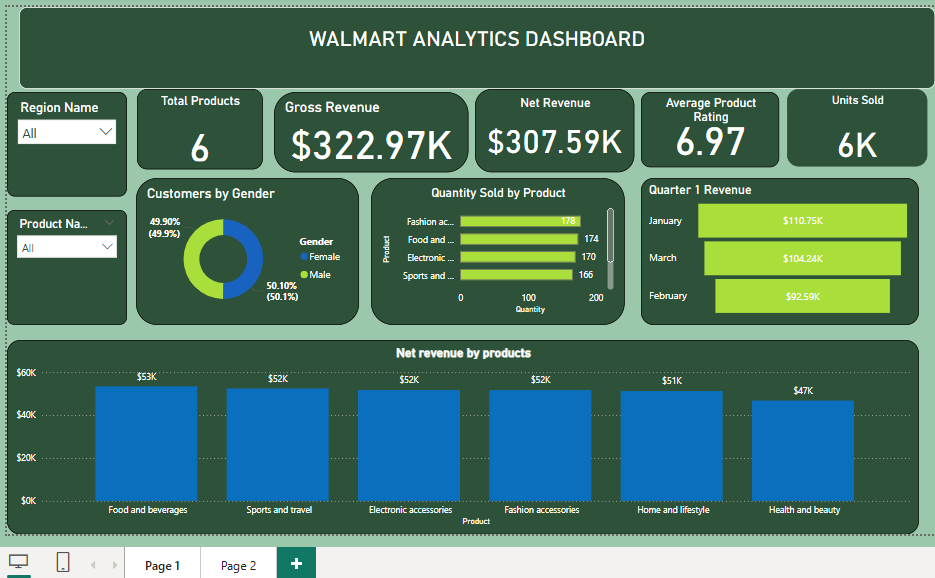 WALMART ANALYTICS DASHBOARD
Region Name
All
Total Products
6
Gross Revenue
$322.97K
Net Revenue
$307.59K
Average Product
Rating
6.97
Units Sold
6K
Product Na...
All
Customers by Gender
49.90%
(49.9%)
50.10%
(50.1%)
Gender
Female
Male
Quantity Sold by Product
Product
Fashion ac...
178
Food and ...
174
Electronic ...
170
Sports and ...
166
0
100
200
Quantity
Quarter 1 Revenue
January
$110.75K
March
$104.24K
February
$92.59K
Net revenue by products
$60K
$40K
$20K
$0K
$53K
$52K
$52K
$52K
$51K
$47K
Food and beverages
Sports and travel
Electronic accessories
Fashion accessories
Home and lifestyle
Health and beauty
Product
Page 1
Page 2
+